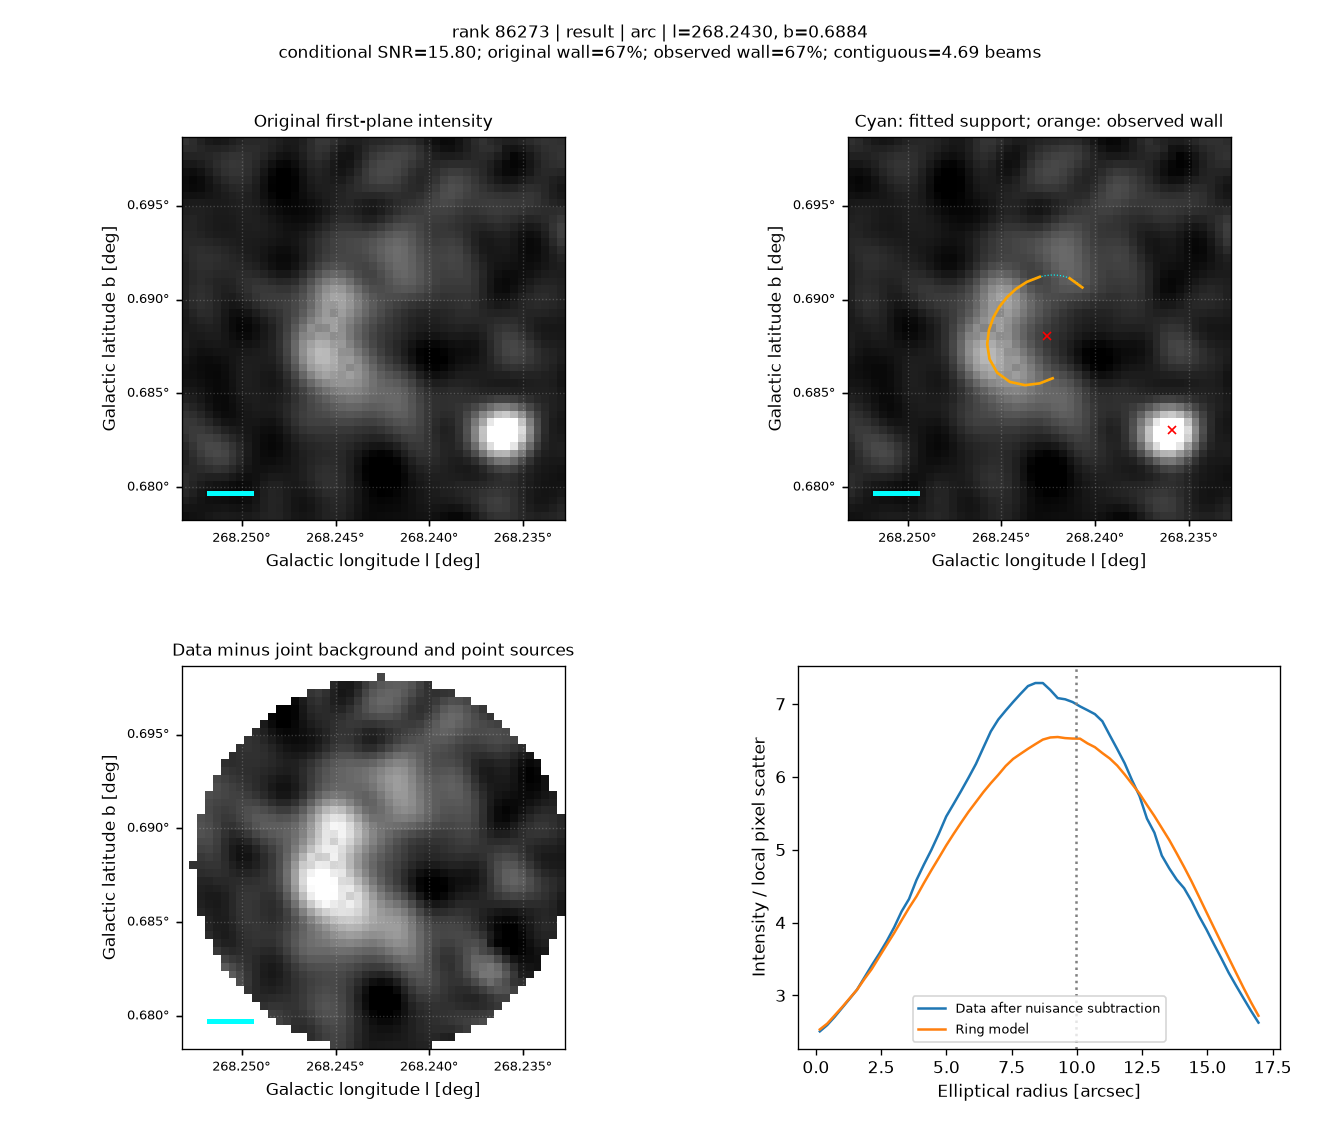 rank 86273 | result | arc | l=268.2430, b=0.6884
conditional SNR=15.80; original wall=67%; observed wall=67%; contiguous=4.69 beams
Original first-plane intensity
0.695°
0.690°
0.685°
0.680°
Galactic latitude b [deg]
268.250°
268.245°
268.240°
268.235°
Galactic longitude l [deg]
Cyan: fitted support; orange: observed wall
0.695°
0.690°
0.685°
0.680°
Galactic latitude b [deg]
268.250°
268.245°
268.240°
268.235°
Galactic longitude l [deg]
Data minus joint background and point sources
0.695°
0.690°
0.685°
0.680°
Galactic latitude b [deg]
268.250°
268.245°
268.240°
268.235°
Galactic longitude l [deg]
7
6
5
4
3
Intensity / local pixel scatter
Data after nuisance subtraction
Ring model
0.0
2.5
5.0
7.5
10.0
12.5
15.0
17.5
Elliptical radius [arcsec]